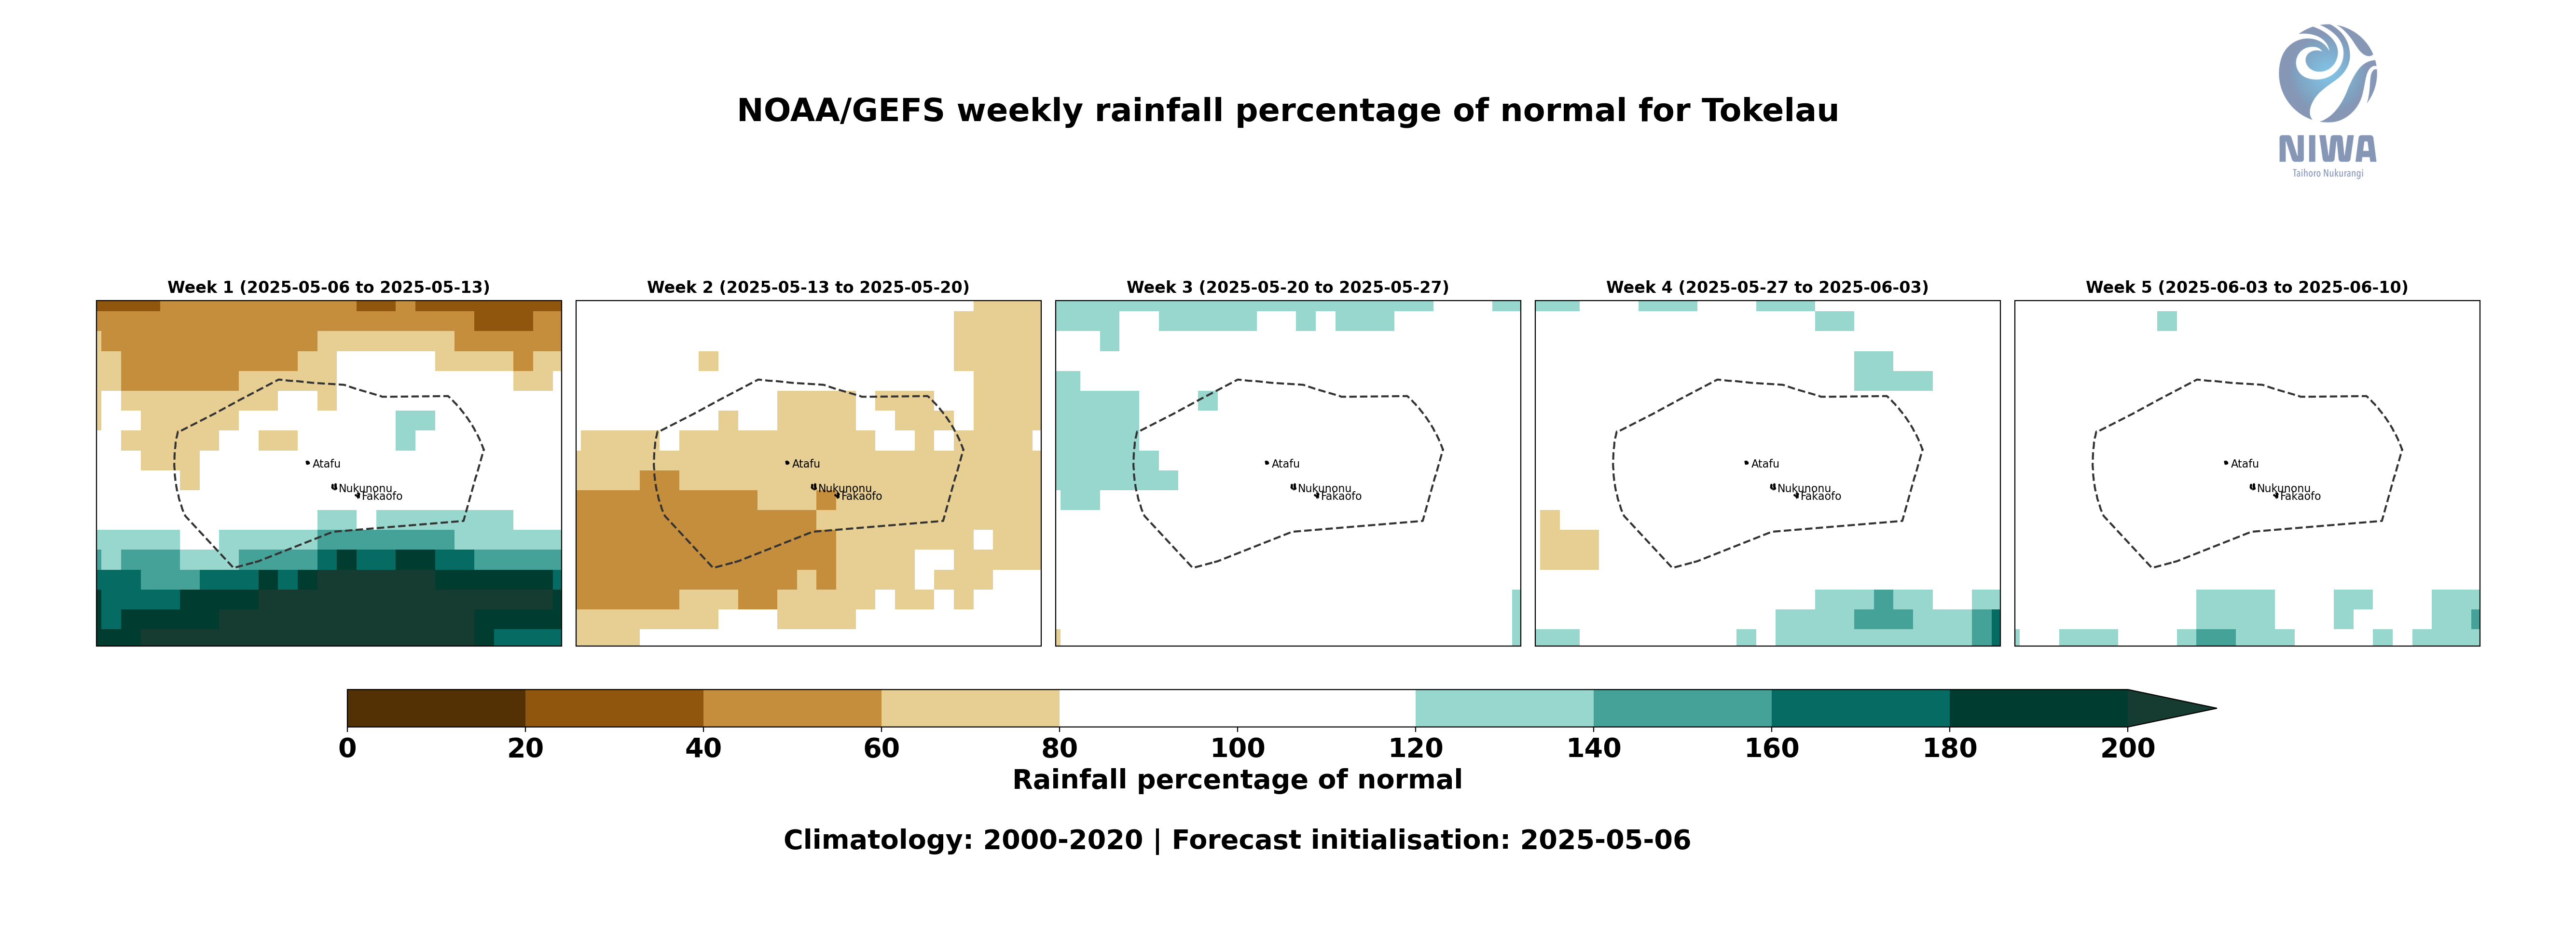 NOAA/GEFS weekly rainfall percentage of normal for Tokelau
NIWA
Taihoro Nukurangi
Week 1 (2025-05-06 to 2025-05-13)
Week 2 (2025-05-13 to 2025-05-20)
Week 3 (2025-05-20 to 2025-05-27)
Week 4 (2025-05-27 to 2025-06-03)
Week 5 (2025-06-03 to 2025-06-10)
Atafu
Nukunonu
Fakaofo
Atafu
Nukunonu
Fakaofo
Atafu
Nukunonu
Fakaofo
Atafu
Nukunonu
Fakaofo
Atafu
Nukunonu
Fakaofo
0 20 40 60 80 100 120 140 160 180 200
Rainfall percentage of normal
Climatology: 2000-2020 | Forecast initialisation: 2025-05-06